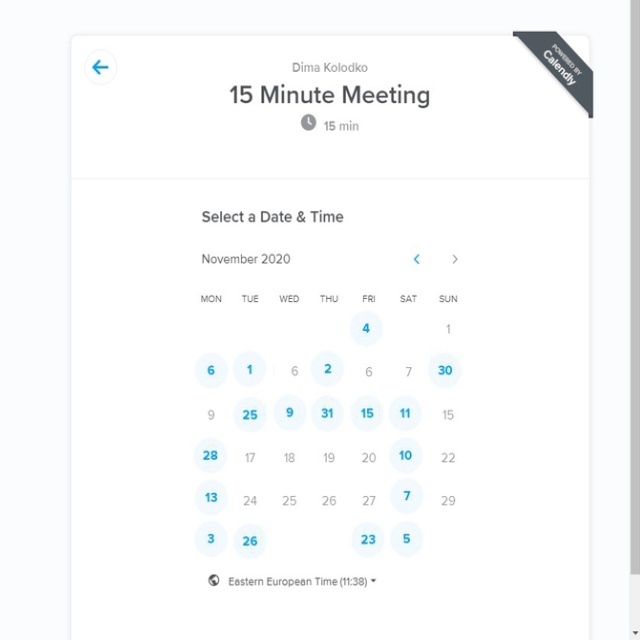 POWERED BY
Calendly
Dima Kolodko
15 Minute Meeting
15 min
Select a Date & Time
November 2020 < >
MON TUE WED THU FRI SAT SUN
4 1
6 1 6 2 6 7 30
9 25 9 31 15 11 15
28 17 18 19 20 10 22
13 24 25 26 27 7 29
3 26 23 5
Eastern European Time (11:38)